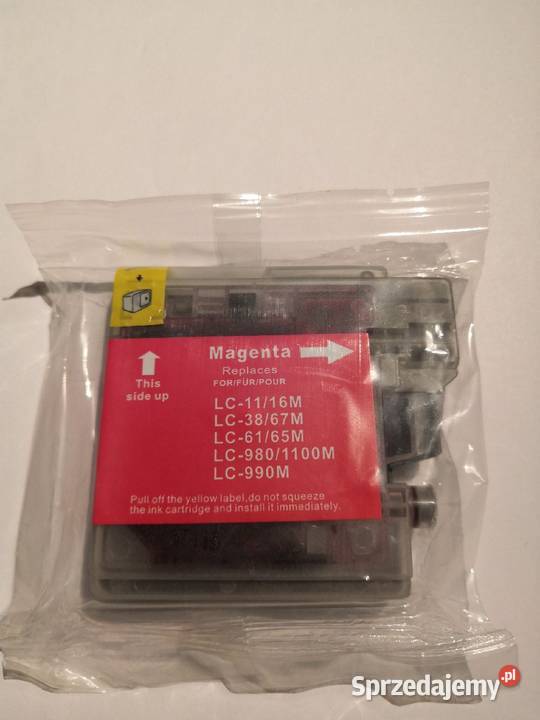 Magenta
Replaces
FOR/FÜR/POUR
This
side up
LC-11/16M
LC-38/67M
LC-61/65M
LC-980/1100M
LC-990M
Pull off the yellow label,do not squeeze
the ink cartridge and install it immediately.
Sprzedajemy.pl